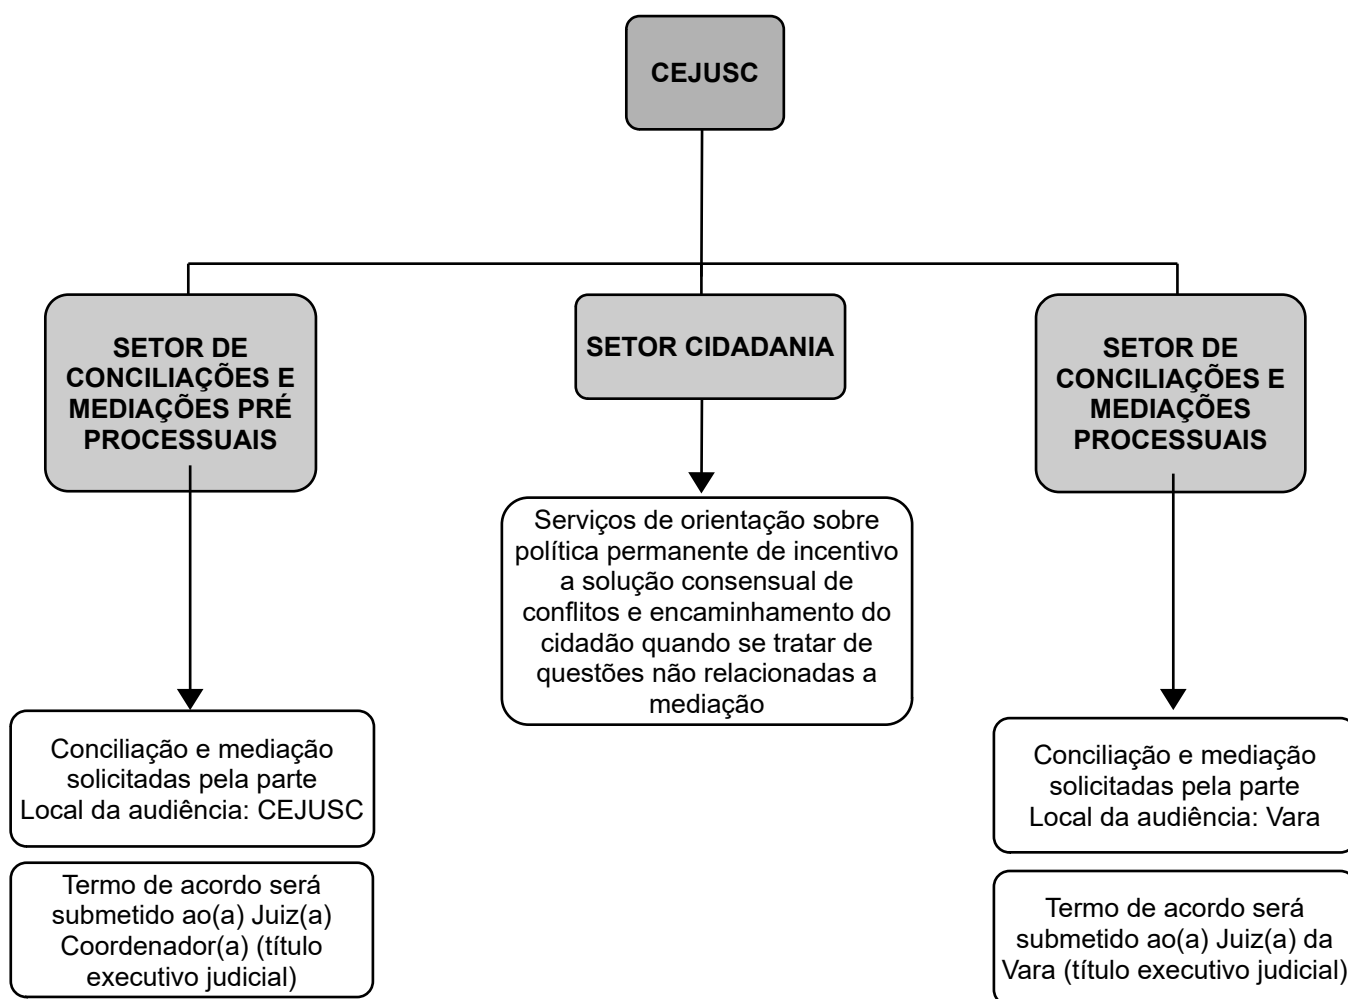 CEJUSC
SETOR DE
CONCILIAÇÕES E
MEDIAÇÕES PRÉ
PROCESSUAIS
SETOR CIDADANIA
SETOR DE
CONCILIAÇÕES E
MEDIAÇÕES
PROCESSUAIS
Serviços de orientação sobre
política permanente de incentivo
a solução consensual de
conflitos e encaminhamento do
cidadão quando se tratar de
questões não relacionadas a
mediação
Conciliação e mediação
solicitadas pela parte
Local da audiência: CEJUSC
Conciliação e mediação
solicitadas pela parte
Local da audiência: Vara
Termo de acordo será
submetido ao(a) Juiz(a)
Coordenador(a) (título
executivo judicial)
Termo de acordo será
submetido ao(a) Juiz(a) da
Vara (título executivo judicial)